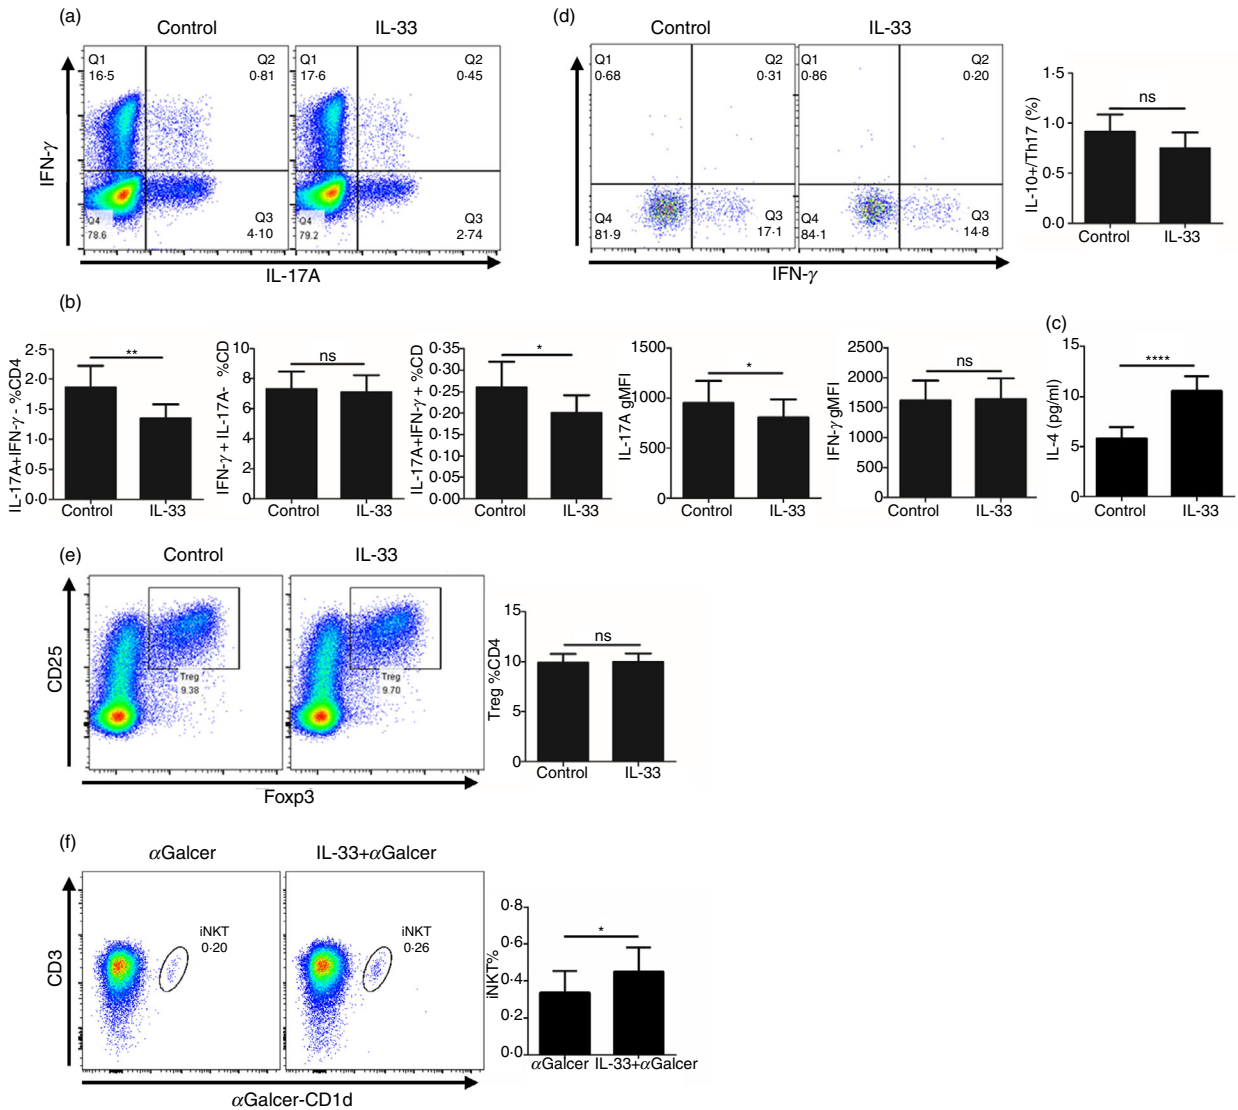 (a)
Control
IL-33
Q1
16·5
Q2
0·81
Q4
78.6
Q3
4·10
Q1
17·6
Q2
0·45
Q4
79.2
Q3
2·74
IFN-γ
IL-17A
(d)
Control
IL-33
Q1
0·68
Q2
0·31
Q4
81·9
Q3
17·1
Q1
0·86
Q2
0·20
Q4
84·1
Q3
14·8
IFN-γ
1·5
1·0
0·5
0·0
IL-10+/Th17 (%)
ns
Control IL-33
(b)
IL-17A+IFN-γ- %CD4
2·5
2·0
1·5
1·0
0·5
0·0
**
Control IL-33
IFN-γ + IL-17A- %CD
10
8
6
4
2
0
ns
Control IL-33
IL-17A+IFN-γ + %CD
0·35
0·30
0·25
0·20
0·15
0·10
0·05
0·00
*
Control IL-33
IL-17A gMFI
1500
1000
500
0
*
Control IL-33
IFN-γ gMFI
2500
2000
1500
1000
500
0
ns
Control IL-33
(c)
IL-4 (pg/ml)
15
10
5
0
****
Control IL-33
(e)
Control
IL-33
CD25
Treg
9.38
Treg
9.70
Foxp3
Treg %CD4
15
10
5
0
ns
Control IL-33
(f)
αGalcer
IL-33+αGalcer
CD3
iNKT
0·20
iNKT
0·26
αGalcer-CD1d
iNKT%
0·8
0·6
0·4
0·2
0·0
*
αGalcer IL-33+αGalcer